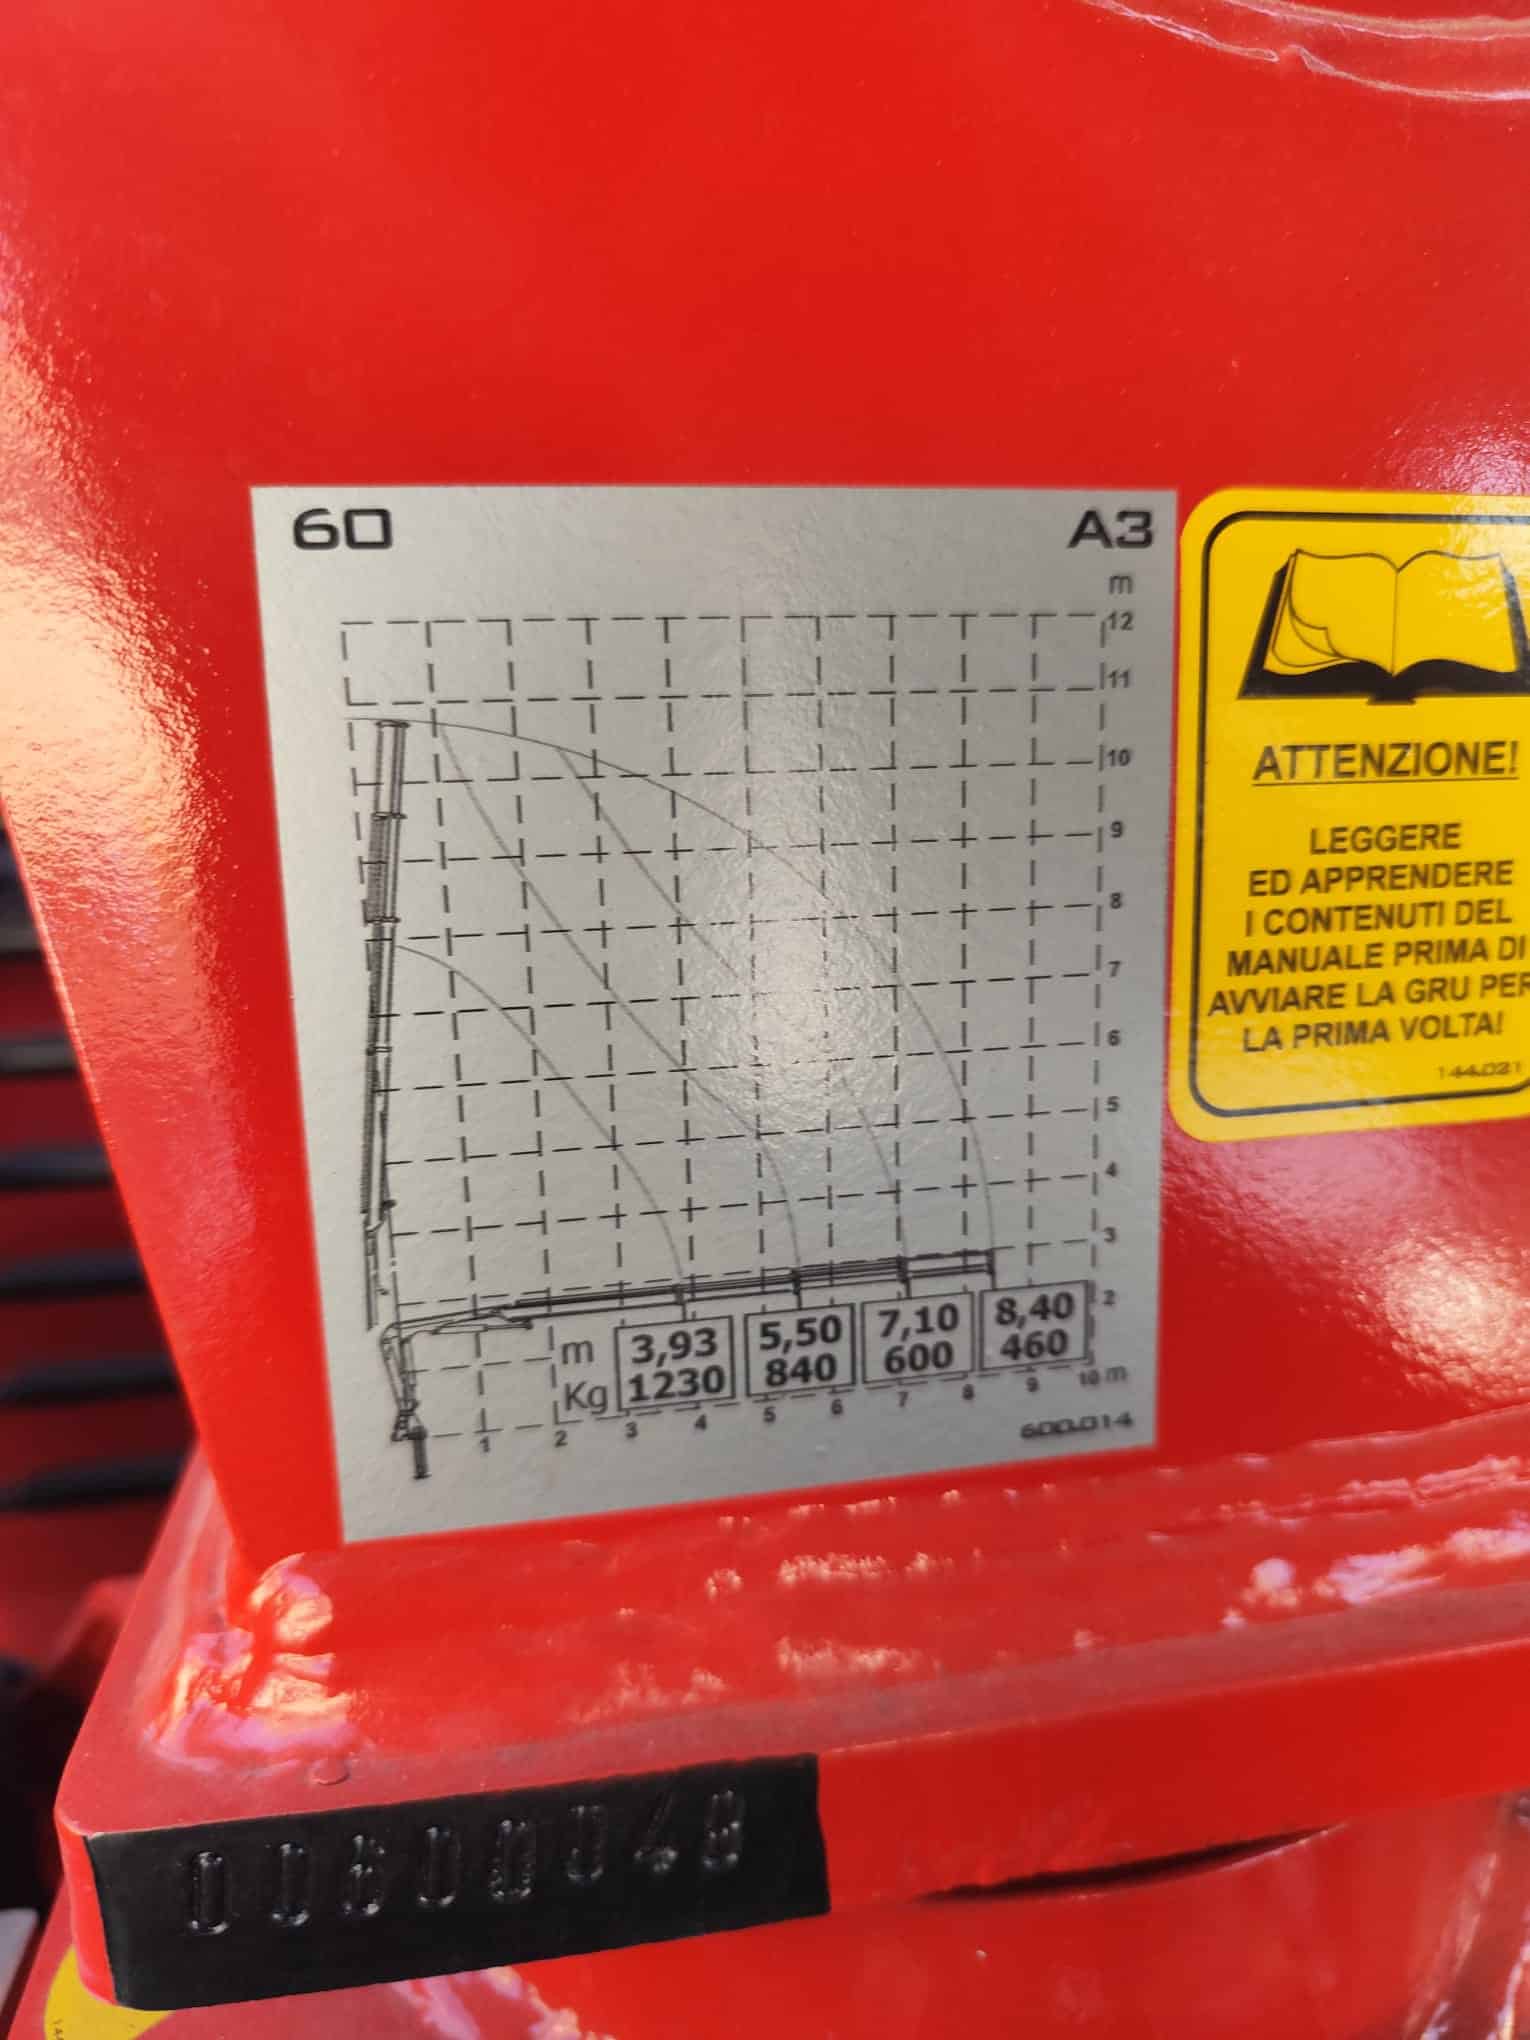 60 A3
m
12
11
10
9
8
7
6
5
4
3
2
m 3,93 5,50 7,10 8,40
Kg 1230 840 600 460
1 2 3 4 5 6 7 8 9 10 m
600.014
ATTENZIONE!
LEGGERE
ED APPRENDERE
I CONTENUTI DEL
MANUALE PRIMA DI
AVVIARE LA GRU PER
LA PRIMA VOLTA!
144.021